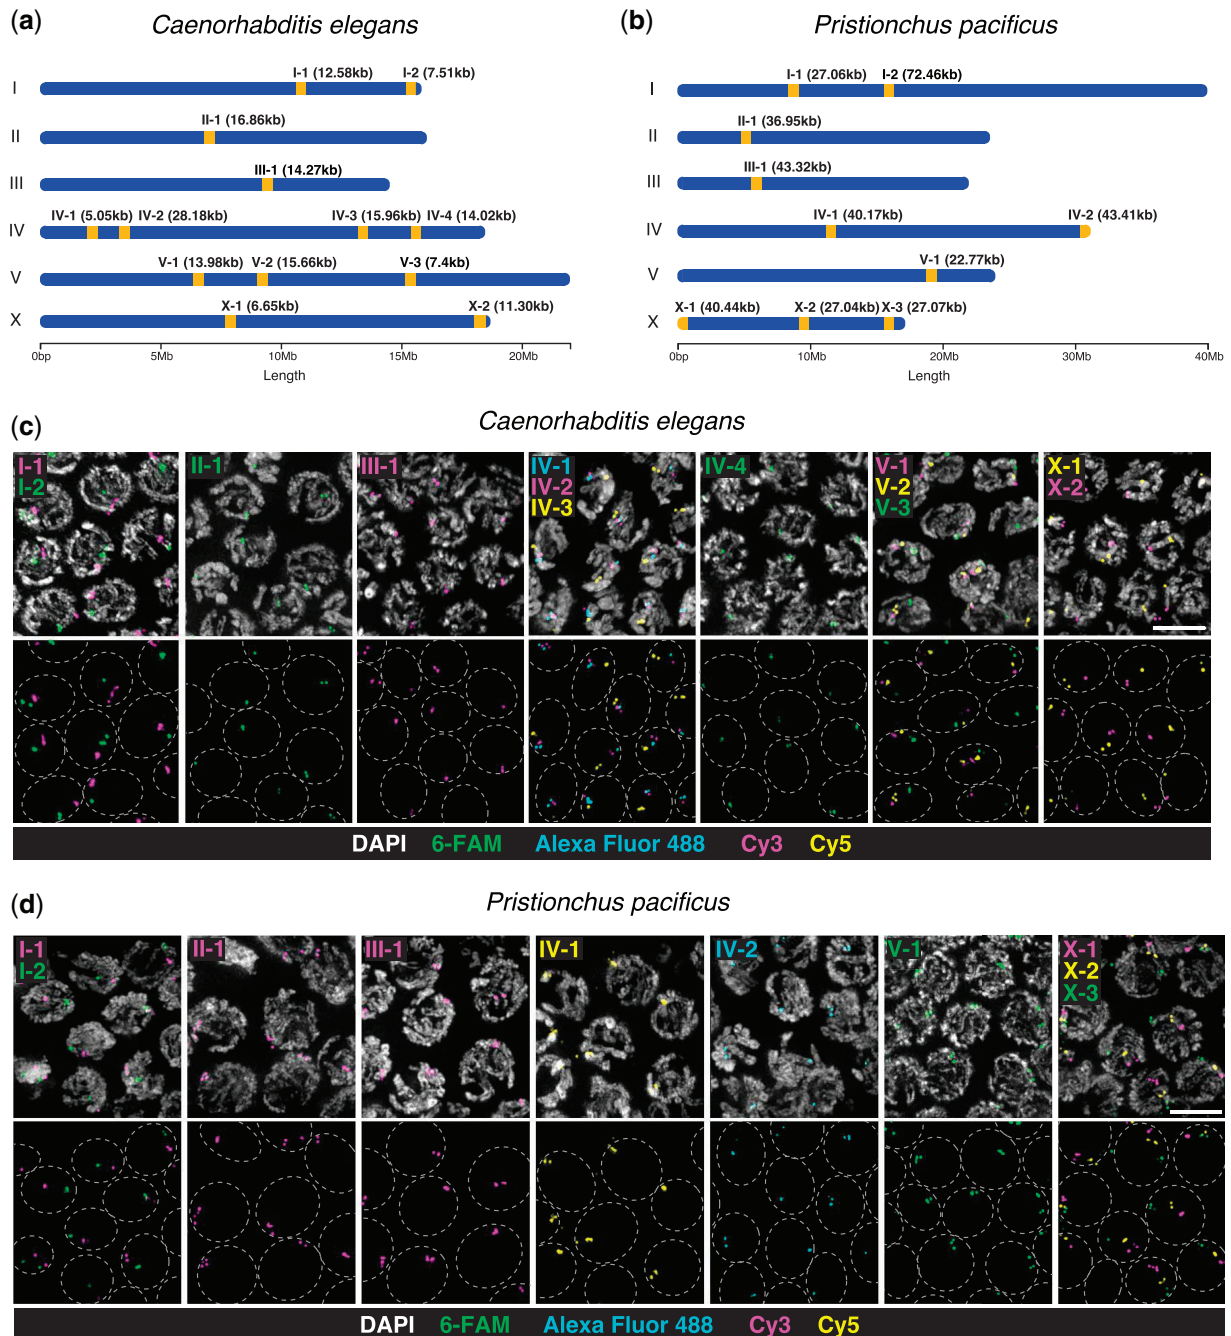 (a) Caenorhabditis elegans
I I-1 (12.58kb) I-2 (7.51kb)
II II-1 (16.86kb)
III III-1 (14.27kb)
IV IV-1 (5.05kb) IV-2 (28.18kb) IV-3 (15.96kb) IV-4 (14.02kb)
V V-1 (13.98kb) V-2 (15.66kb) V-3 (7.4kb)
X X-1 (6.65kb) X-2 (11.30kb)
0bp 5Mb 10Mb 15Mb 20Mb
Length
(b) Pristionchus pacificus
I I-1 (27.06kb) I-2 (72.46kb)
II II-1 (36.95kb)
III III-1 (43.32kb)
IV IV-1 (40.17kb) IV-2 (43.41kb)
V V-1 (22.77kb)
X X-1 (40.44kb) X-2 (27.04kb) X-3 (27.07kb)
0bp 10Mb 20Mb 30Mb 40Mb
Length
(c) Caenorhabditis elegans
I-1
I-2
II-1
III-1
IV-1
IV-2
IV-3
IV-4
V-1
V-2
V-3
X-1
X-2
DAPI 6-FAM Alexa Fluor 488 Cy3 Cy5
(d) Pristionchus pacificus
I-1
I-2
II-1
III-1
IV-1
IV-2
V-1
X-1
X-2
X-3
DAPI 6-FAM Alexa Fluor 488 Cy3 Cy5